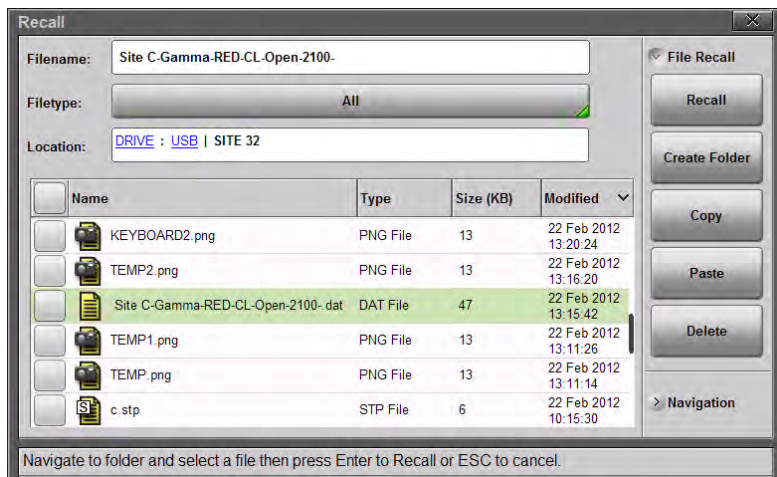 Recall
Filename: Site C-Gamma-RED-CL-Open-2100-
File Recall
Filetype: All
Recall
Location: DRIVE : USB | SITE 32
Create Folder
Name Type Size (KB) Modified
Copy
KEYBOARD2.png PNG File 13 22 Feb 2012 13:20:24
TEMP2.png PNG File 13 22 Feb 2012 13:16:20
Paste
Site C-Gamma-RED-CL-Open-2100-.dat DAT File 47 22 Feb 2012 13:15:42
Delete
TEMP1.png PNG File 13 22 Feb 2012 13:11:26
TEMP.png PNG File 13 22 Feb 2012 13:11:14
Navigation
S c.stp STP File 6 22 Feb 2012 10:15:30
Navigate to folder and select a file then press Enter to Recall or ESC to cancel.